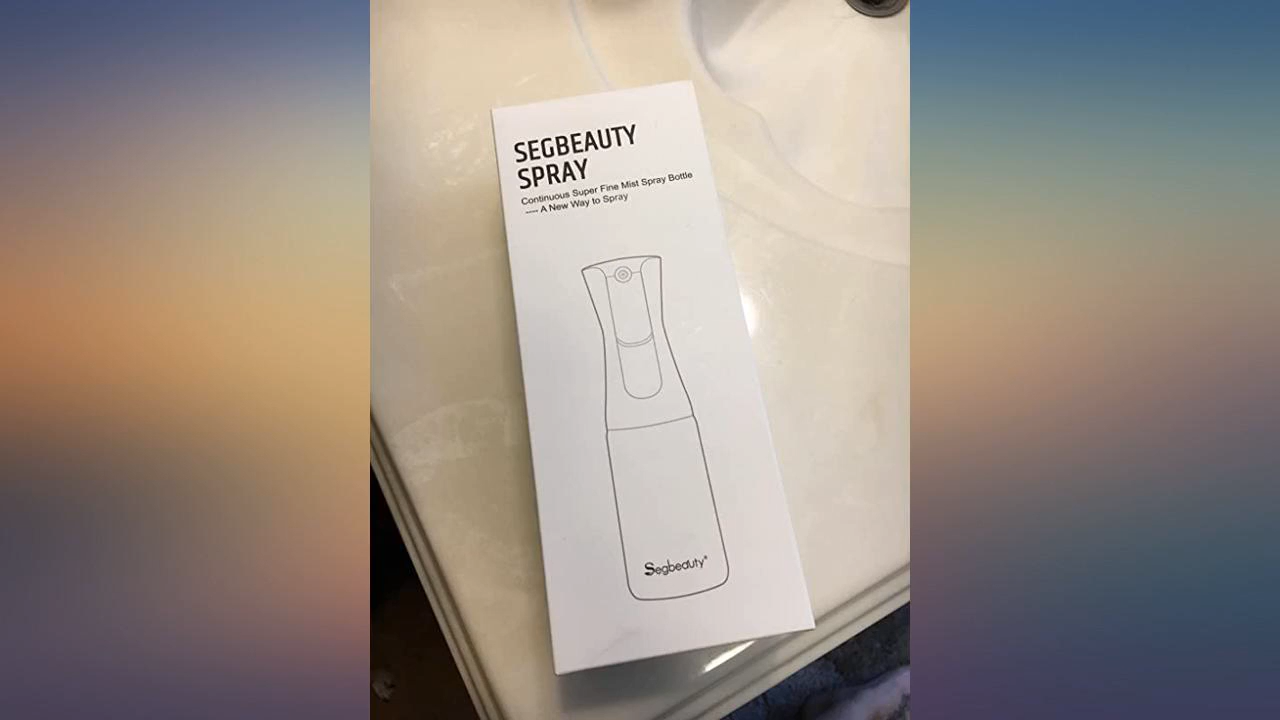 SEGBEAUTY
SPRAY
Continuous Super Fine Mist Spray Bottle
---- A New Way to Spray
Segbeauty®